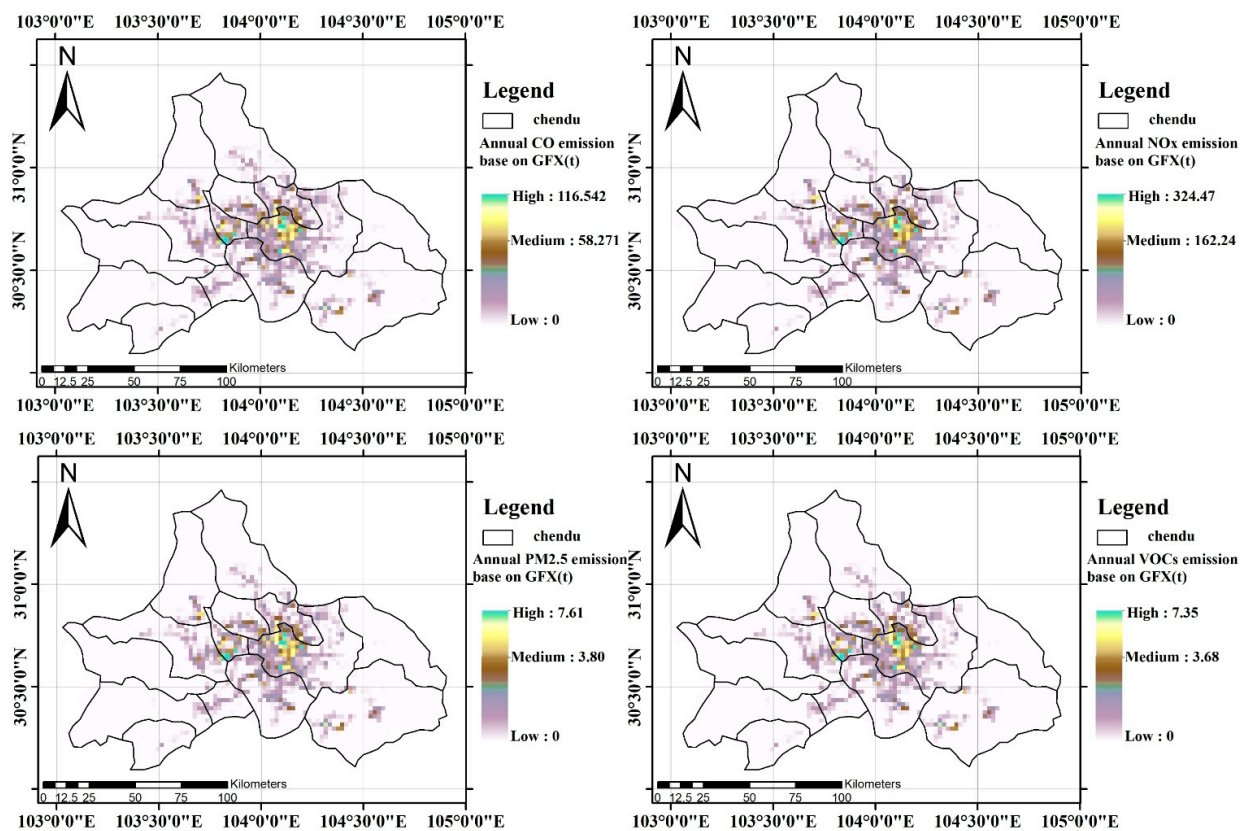 103°0'0"E 103°30'0"E 104°0'0"E 104°30'0"E 105°0'0"E
N
Legend
chendu
Annual CO emission
base on GFX(t)
High : 116.542
Medium : 58.271
Low : 0
31°0'0"N
30°30'0"N
Kilometers
0 12.5 25 50 75 100
103°0'0"E 103°30'0"E 104°0'0"E 104°30'0"E 105°0'0"E
103°0'0"E 103°30'0"E 104°0'0"E 104°30'0"E 105°0'0"E
N
Legend
chendu
Annual NOx emission
base on GFX(t)
High : 324.47
Medium : 162.24
Low : 0
31°0'0"N
30°30'0"N
Kilometers
0 12.5 25 50 75 100
103°0'0"E 103°30'0"E 104°0'0"E 104°30'0"E 105°0'0"E
103°0'0"E 103°30'0"E 104°0'0"E 104°30'0"E 105°0'0"E
N
Legend
chendu
Annual PM2.5 emission
base on GFX(t)
High : 7.61
Medium : 3.80
Low : 0
31°0'0"N
30°30'0"N
Kilometers
0 12.5 25 50 75 100
103°0'0"E 103°30'0"E 104°0'0"E 104°30'0"E 105°0'0"E
103°0'0"E 103°30'0"E 104°0'0"E 104°30'0"E 105°0'0"E
N
Legend
chendu
Annual VOCs emission
base on GFX(t)
High : 7.35
Medium : 3.68
Low : 0
31°0'0"N
30°30'0"N
Kilometers
0 12.5 25 50 75 100
103°0'0"E 103°30'0"E 104°0'0"E 104°30'0"E 105°0'0"E